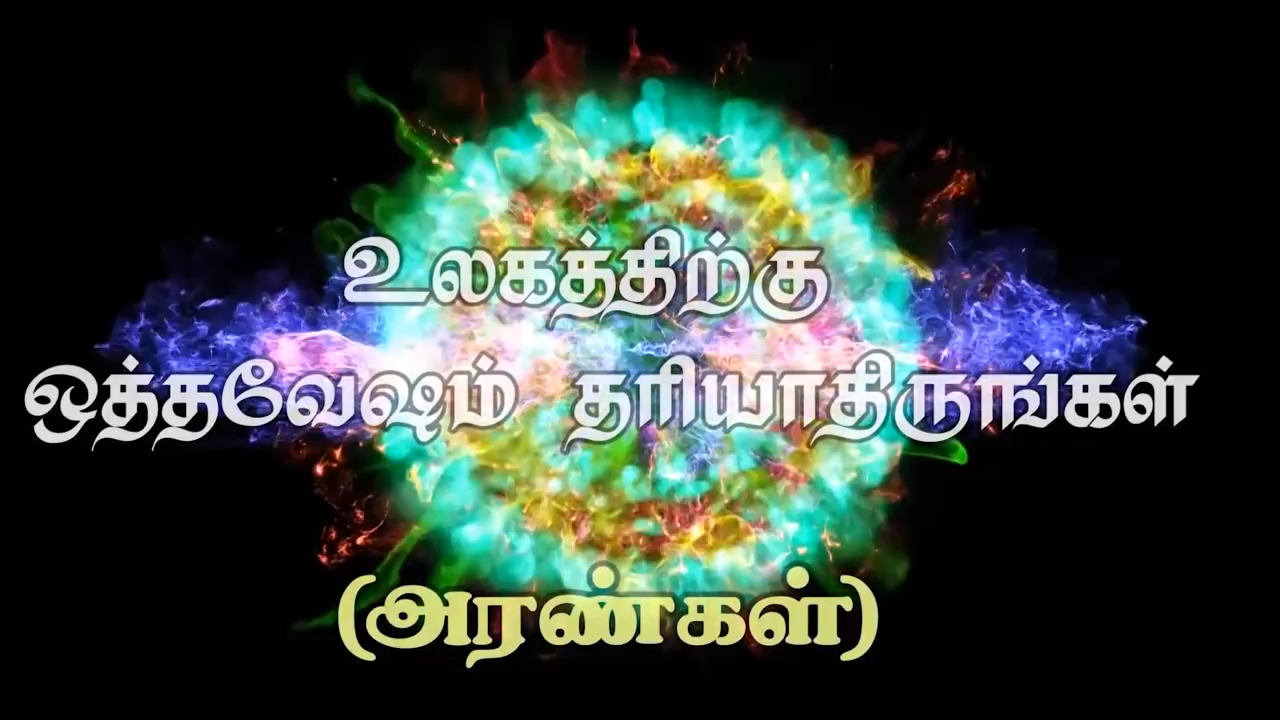 உலகத்திற்கு
ஒத்தவேஷம் தரியாதிருங்கள்
(அரண்கள்)